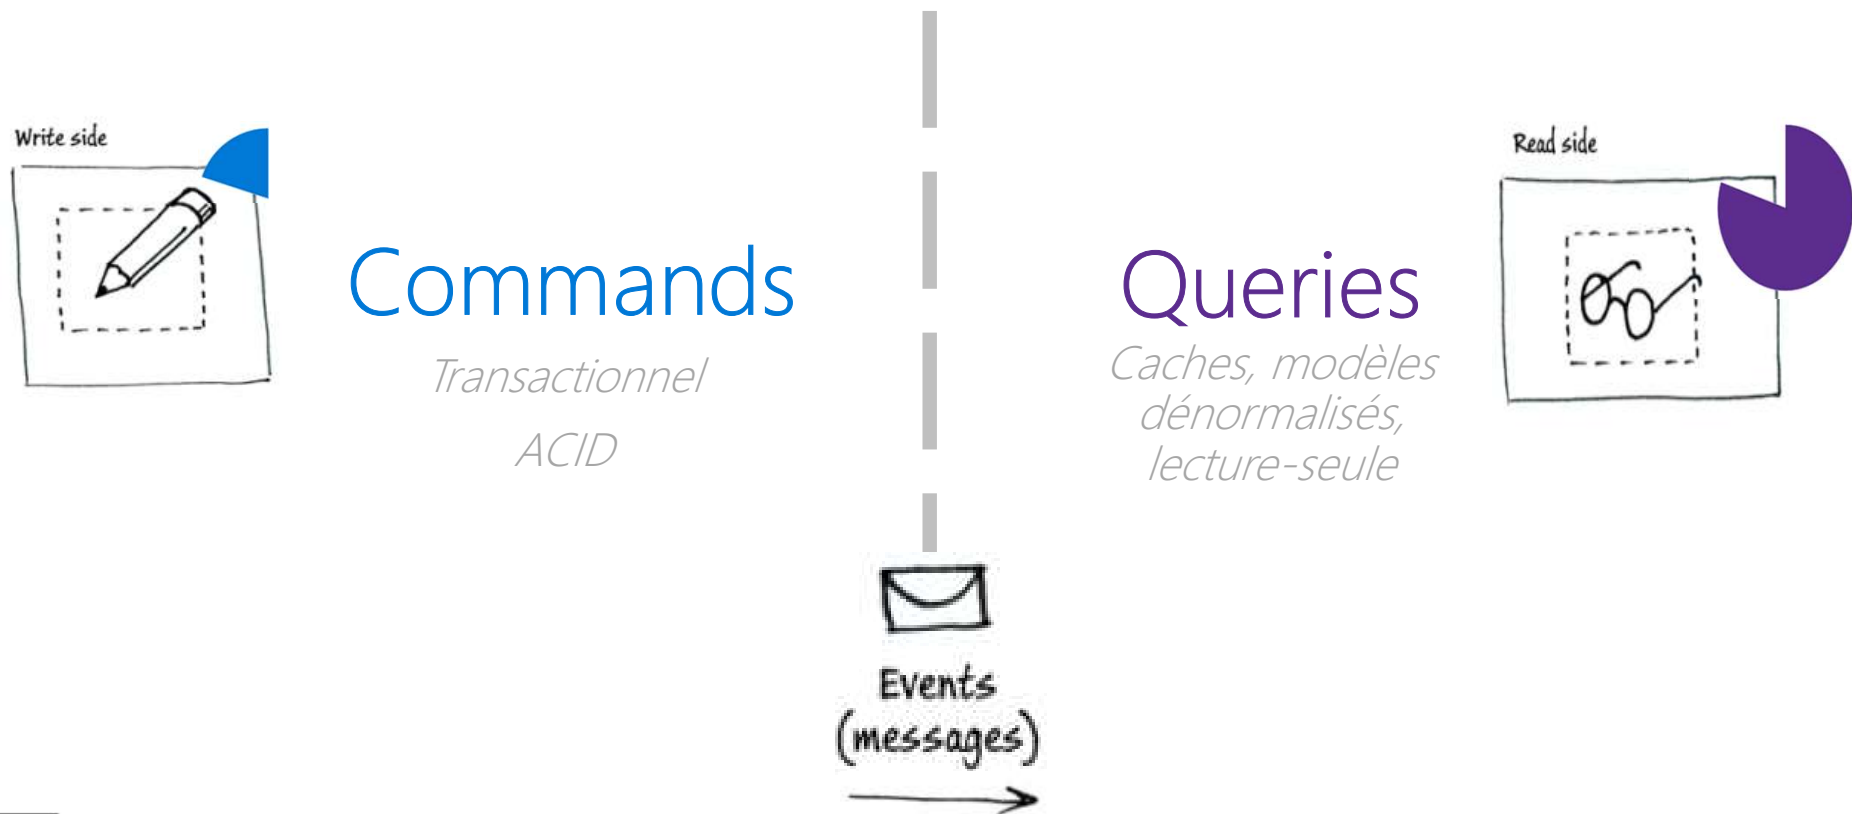 Write side
Commands
Transactionnel
ACID
Read side
Queries
Caches, modèles
dénormalisés,
lecture-seule
Events
(messages)